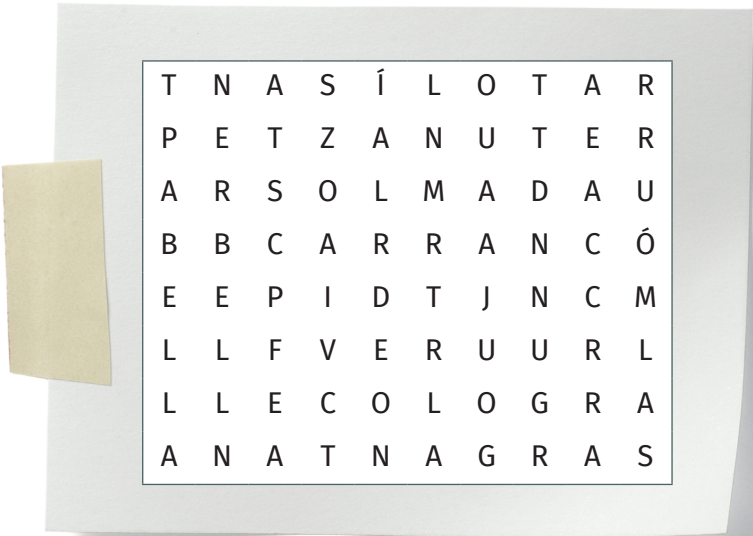 T N A S Í L O T A R
P E T Z A N U T E R
A R S O L M A D A U
B B C A R R A N C Ó
E E P I D T J N C M
L L F V E R U U R L
L L E C O L O G R A
A N A T N A G R A S